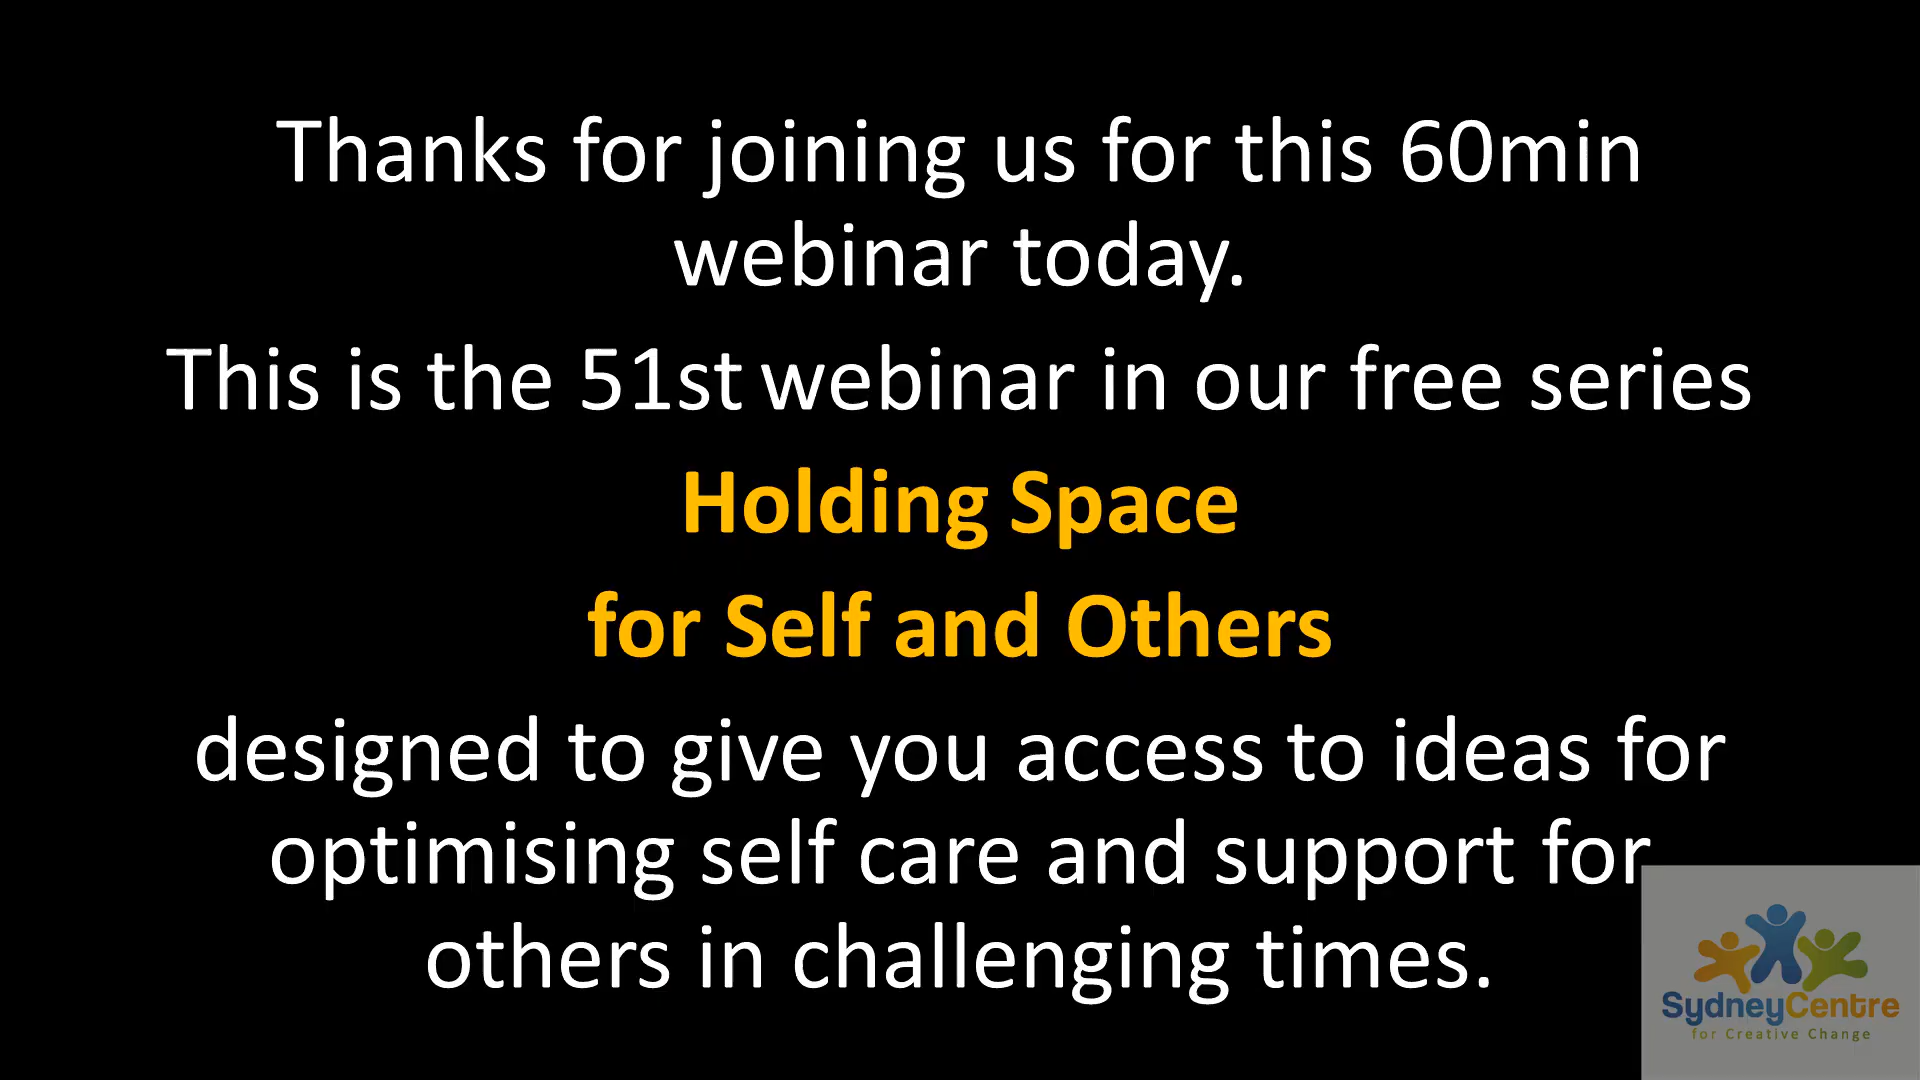 Thanks for joining us for this 60min
webinar today.
This is the 51st webinar in our free series
Holding Space
for Self and Others
designed to give you access to ideas for
optimising self care and support for
others in challenging times.
SydneyCentre
for Creative Change